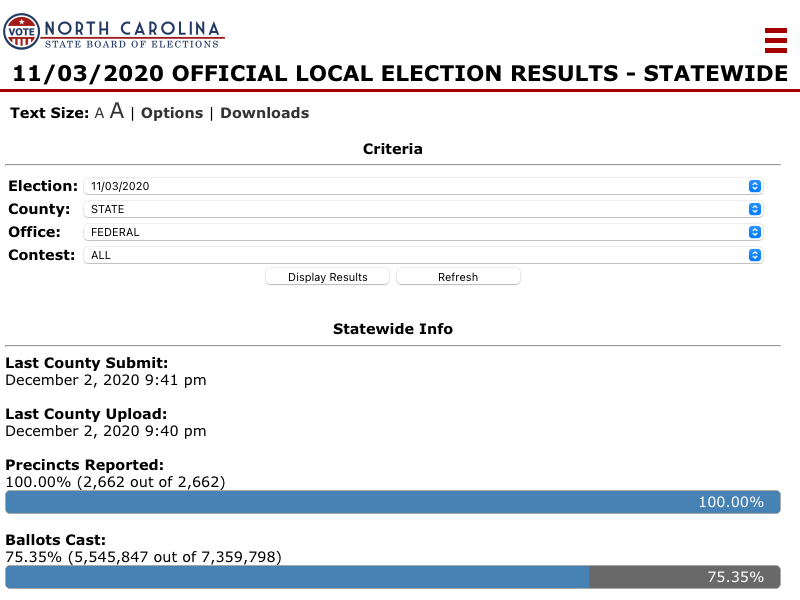 VOTE
NORTH CAROLINA
STATE BOARD OF ELECTIONS
11/03/2020 OFFICIAL LOCAL ELECTION RESULTS - STATEWIDE
Text Size: A A | Options | Downloads
Criteria
Election: 11/03/2020
County: STATE
Office: FEDERAL
Contest: ALL
Display Results Refresh
Statewide Info
Last County Submit:
December 2, 2020 9:41 pm
Last County Upload:
December 2, 2020 9:40 pm
Precincts Reported:
100.00% (2,662 out of 2,662)
100.00%
Ballots Cast:
75.35% (5,545,847 out of 7,359,798)
75.35%